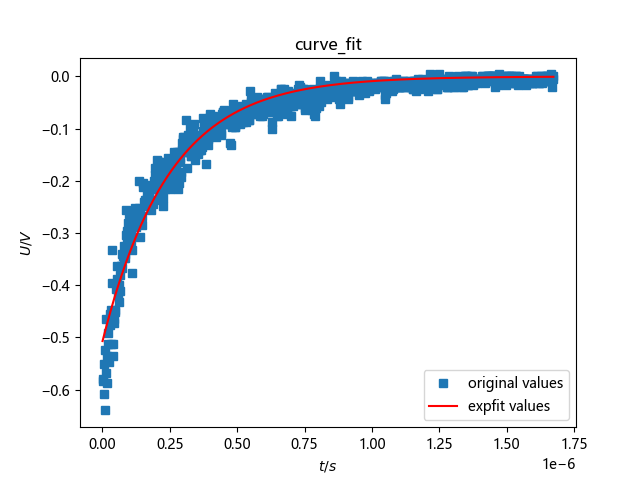 curve_fit
0.0
−0.1
−0.2
−0.3
−0.4
−0.5
−0.6
U/V
original values
expfit values
0.00 0.25 0.50 0.75 1.00 1.25 1.50 1.75
1e−6
t/s